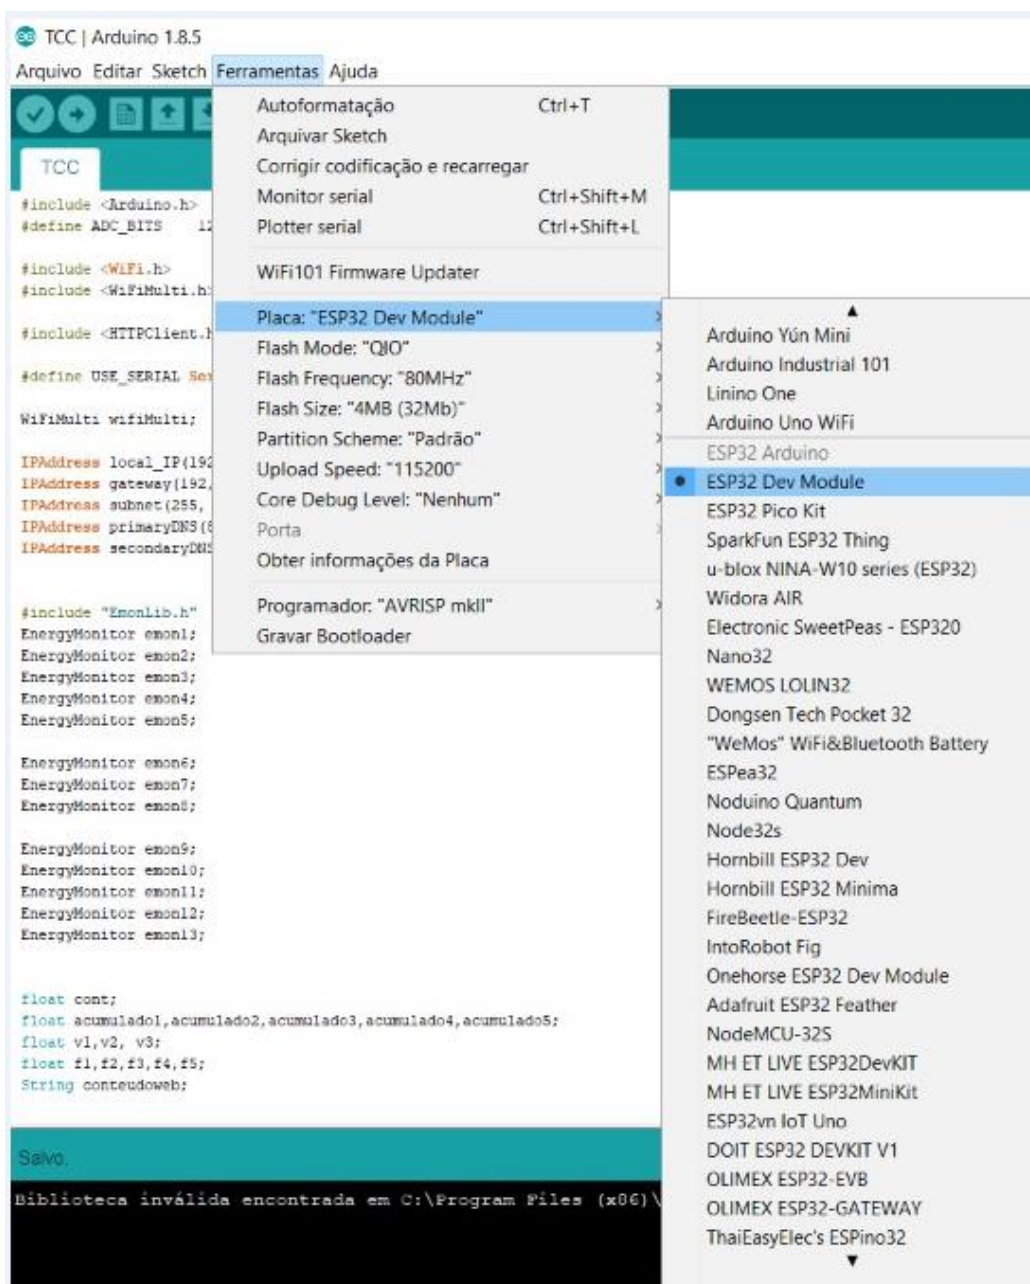 TCC | Arduino 1.8.5
Arquivo Editar Sketch Ferramentas Ajuda
TCC
#include <Arduino.h>
#define ADC_BITS 12
#include <WiFi.h>
#include <WiFiMulti.h>
#include <HTTPClient.h
#define USE_SERIAL Ser
WiFiMulti wifiMulti;
IPAddress local_IP(192
IPAddress gateway(192,
IPAddress subnet(255,
IPAddress primaryDNS(8
IPAddress secondaryDNS
#include "EmonLib.h"
EnergyMonitor emon1;
EnergyMonitor emon2;
EnergyMonitor emon3;
EnergyMonitor emon4;
EnergyMonitor emon5;
EnergyMonitor emon6;
EnergyMonitor emon7;
EnergyMonitor emon8;
EnergyMonitor emon9;
EnergyMonitor emon10;
EnergyMonitor emon11;
EnergyMonitor emon12;
EnergyMonitor emon13;
float cont;
float acumulado1,acumulado2,acumulado3,acumulado4,acumulado5;
float v1,v2, v3;
float f1,f2,f3,f4,f5;
String conteudoweb;
Salvo.
Biblioteca inválida encontrada em C:\Program Files (x86)\
Autoformatação Ctrl+T
Arquivar Sketch
Corrigir codificação e recarregar
Monitor serial Ctrl+Shift+M
Plotter serial Ctrl+Shift+L
WiFi101 Firmware Updater
Placa: "ESP32 Dev Module"
Flash Mode: "QIO"
Flash Frequency: "80MHz"
Flash Size: "4MB (32Mb)"
Partition Scheme: "Padrão"
Upload Speed: "115200"
Core Debug Level: "Nenhum"
Porta
Obter informações da Placa
Programador: "AVRISP mkII"
Gravar Bootloader
Arduino Yún Mini
Arduino Industrial 101
Linino One
Arduino Uno WiFi
ESP32 Arduino
ESP32 Dev Module
ESP32 Pico Kit
SparkFun ESP32 Thing
u-blox NINA-W10 series (ESP32)
Widora AIR
Electronic SweetPeas - ESP320
Nano32
WEMOS LOLIN32
Dongsen Tech Pocket 32
"WeMos" WiFi&Bluetooth Battery
ESPea32
Noduino Quantum
Node32s
Hornbill ESP32 Dev
Hornbill ESP32 Minima
FireBeetle-ESP32
IntoRobot Fig
Onehorse ESP32 Dev Module
Adafruit ESP32 Feather
NodeMCU-32S
MH ET LIVE ESP32DevKIT
MH ET LIVE ESP32MiniKit
ESP32vn IoT Uno
DOIT ESP32 DEVKIT V1
OLIMEX ESP32-EVB
OLIMEX ESP32-GATEWAY
ThaiEasyElec's ESPino32